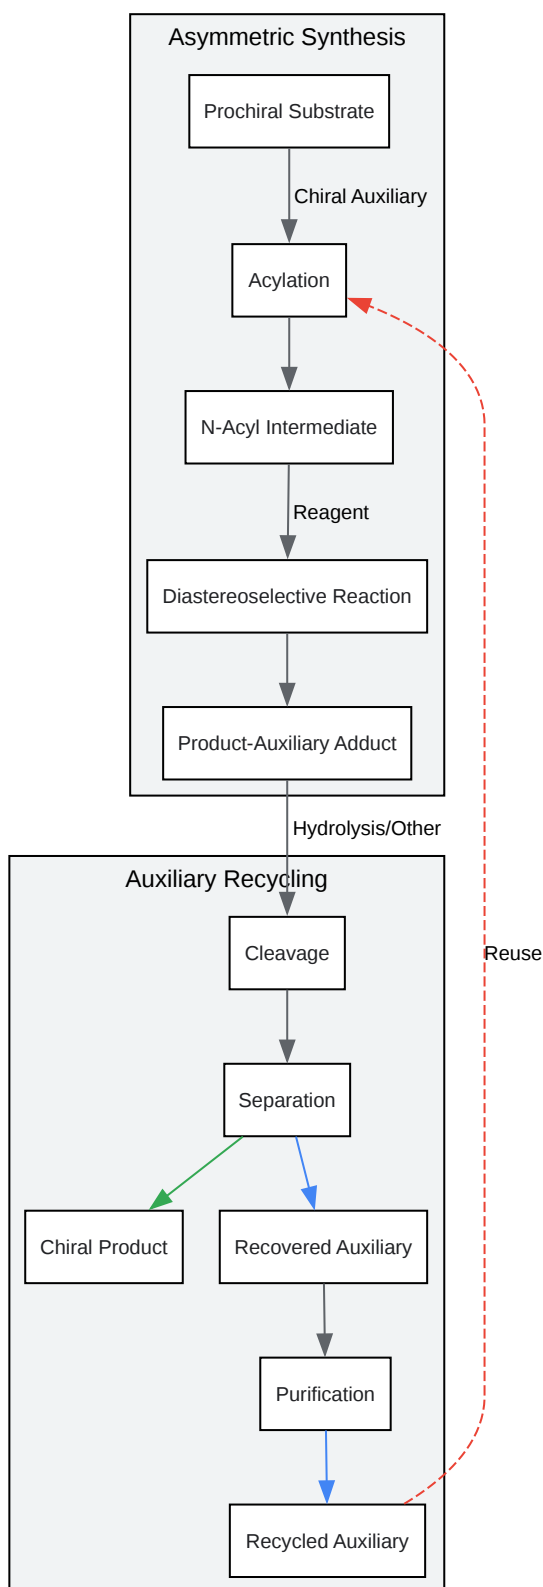 Asymmetric Synthesis
Prochiral Substrate
Chiral Auxiliary
Acylation
N-Acyl Intermediate
Reagent
Diastereoselective Reaction
Product-Auxiliary Adduct
Hydrolysis/Other
Auxiliary Recycling
Cleavage
Reuse
Separation
Chiral Product
Recovered Auxiliary
Purification
Recycled Auxiliary